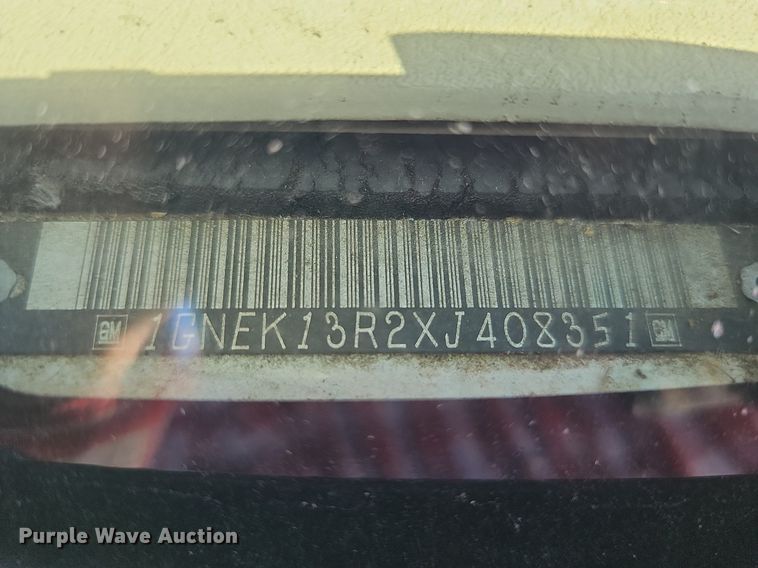 GM 1GNEK13R2XJ408351 GM
Purple Wave Auction